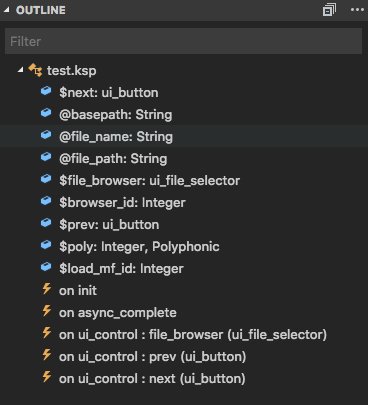 OUTLINE
Filter
test.ksp
$next: ui_button
@basepath: String
@file_name: String
@file_path: String
$file_browser: ui_file_selector
$browser_id: Integer
$prev: ui_button
$poly: Integer, Polyphonic
$load_mf_id: Integer
on init
on async_complete
on ui_control : file_browser (ui_file_selector)
on ui_control : prev (ui_button)
on ui_control : next (ui_button)